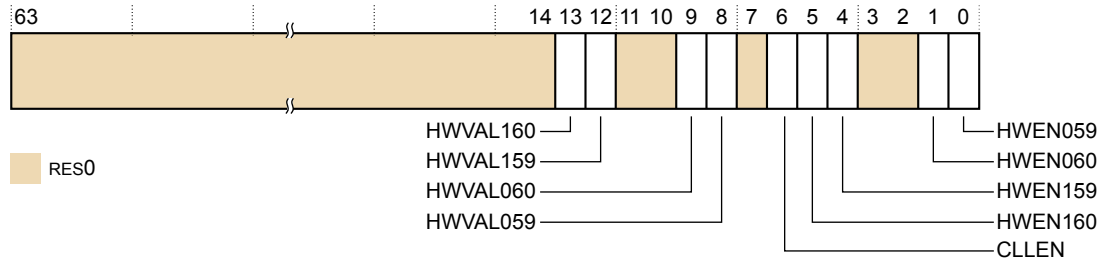 63 14 13 12 11 10 9 8 7 6 5 4 3 2 1 0
HWVAL160 HWEN059
HWVAL159 HWEN060
RES0
HWVAL060 HWEN159
HWVAL059 HWEN160
CLLEN